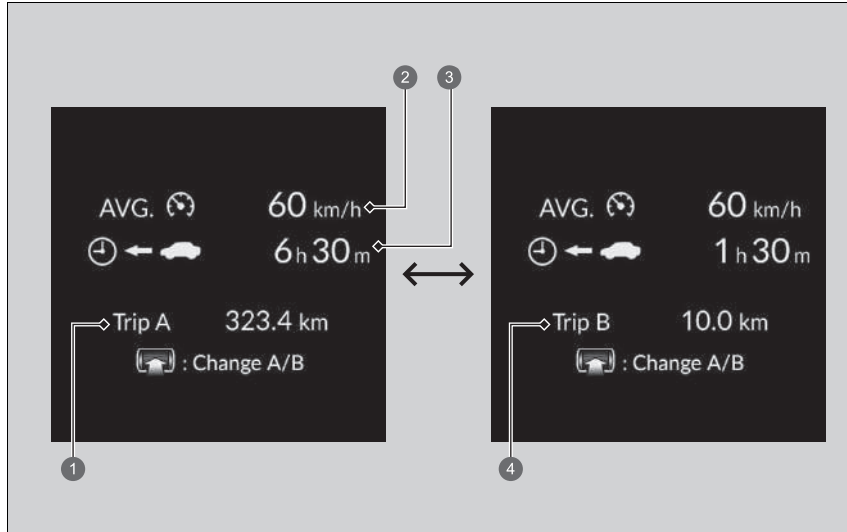 2 3
AVG. 60 km/h
6 h 30 m
Trip A 323.4 km
: Change A/B
1
AVG. 60 km/h
1 h 30 m
Trip B 10.0 km
: Change A/B
4